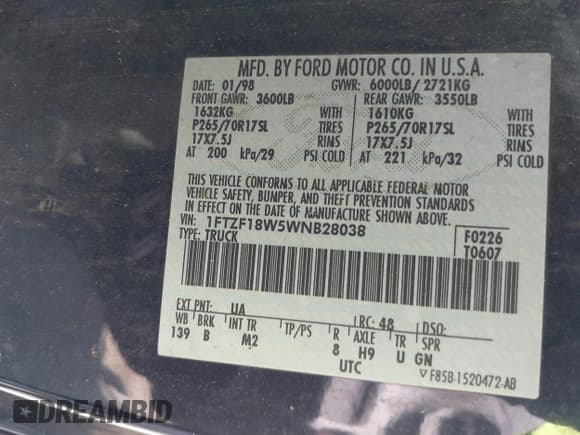 MFD. BY FORD MOTOR CO. IN U.S.A.
DATE: 01/98 GVWR: 6000LB/ 2721KG
FRONT GAWR: 3600LB REAR GAWR: 3550LB
1632KG WITH 1610KG WITH
P265/70R17SL TIRES P265/70R17SL TIRES
17X7.5J RIMS 17X7.5J RIMS
AT 200 kPa/29 PSI COLD AT 221 kPa/32 PSI COLD
THIS VEHICLE CONFORMS TO ALL APPLICABLE FEDERAL MOTOR
VEHICLE SAFETY, BUMPER, AND THEFT PREVENTION STANDARDS
IN EFFECT ON THE DATE OF MANUFACTURE SHOWN ABOVE.
VIN: 1FTZF18W5WNB28038 F0226
TYPE: TRUCK T0607
EXT PNT: UA RC: 48 DSO:
WB BRK INT TR TP/PS R AXLE TR SPR
139 B M2 8 H9 U GN
UTC
▽ F85B-1520472-AB
DREAMBID